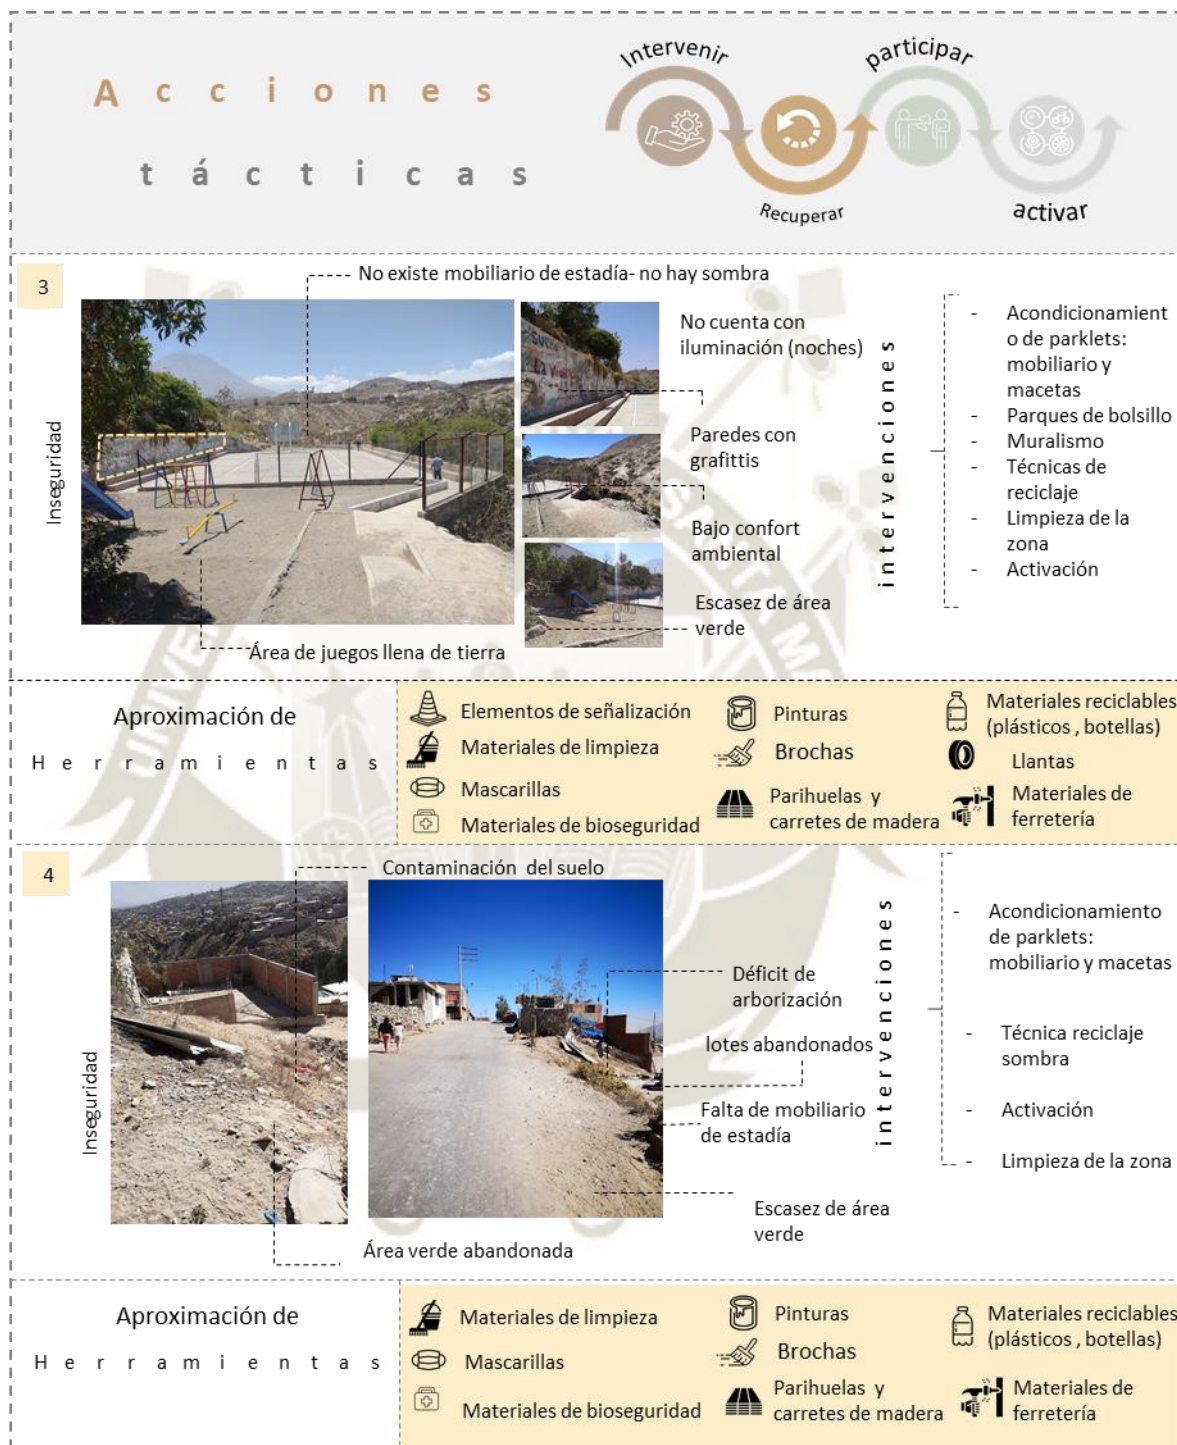 Acciones
tácticas
Intervenir
participar
Recuperar
activar
3
No existe mobiliario de estadía- no hay sombra
Inseguridad
No cuenta con
iluminación (noches)
Paredes con
grafittis
Bajo confort
ambiental
Escasez de área
verde
Área de juegos llena de tierra
intervenciones
- Acondicionamient
o de parklets:
mobiliario y
macetas
- Parques de bolsillo
- Muralismo
- Técnicas de
reciclaje
- Limpieza de la
zona
- Activación
Aproximación de
Herramientas
Elementos de señalización
Materiales de limpieza
Mascarillas
Materiales de bioseguridad
Pinturas
Brochas
Parihuelas y
carretes de madera
Materiales reciclables
(plásticos , botellas)
Llantas
Materiales de
ferretería
4
Contaminación del suelo
Inseguridad
Déficit de
arborización
lotes abandonados
Falta de mobiliario
de estadía
Escasez de área
verde
Área verde abandonada
intervenciones
- Acondicionamiento
de parklets:
mobiliario y macetas
- Técnica reciclaje
sombra
- Activación
- Limpieza de la zona
Aproximación de
Herramientas
Materiales de limpieza
Mascarillas
Materiales de bioseguridad
Pinturas
Brochas
Parihuelas y
carretes de madera
Materiales reciclables
(plásticos , botellas)
Materiales de
ferretería